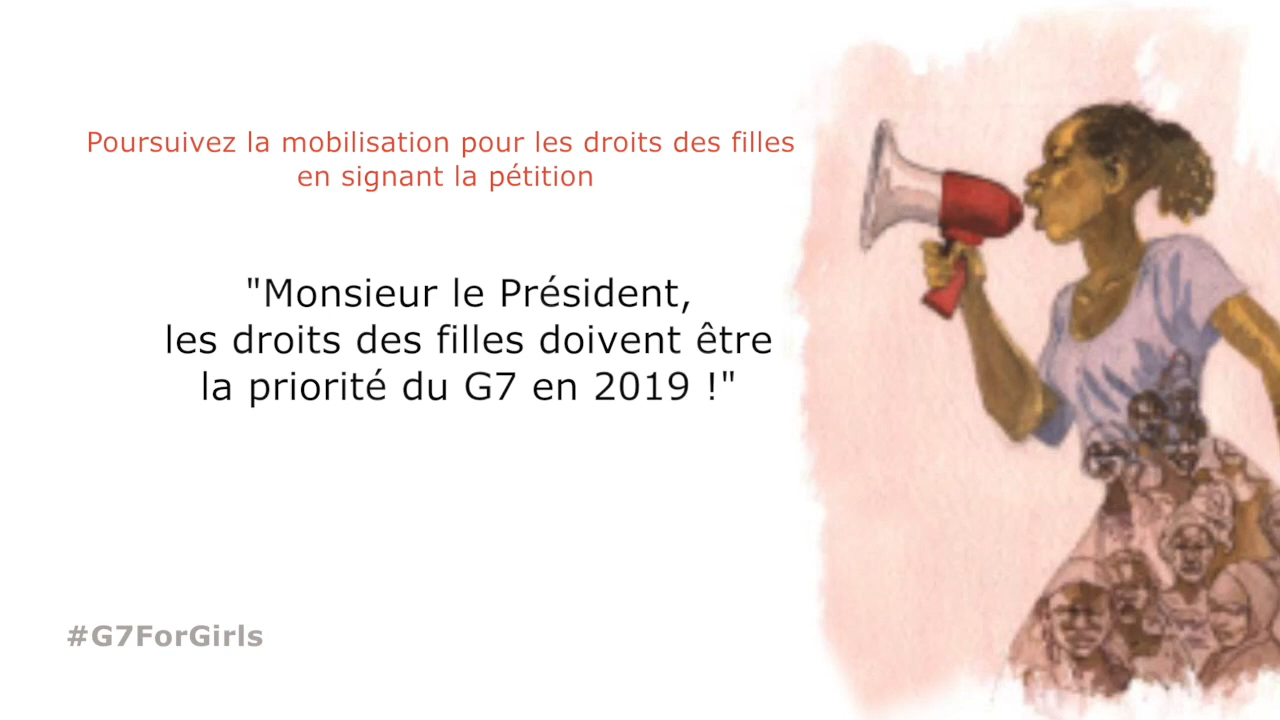 Poursuivez la mobilisation pour les droits des filles
en signant la pétition
"Monsieur le Président,
les droits des filles doivent être
la priorité du G7 en 2019 !"
#G7ForGirls